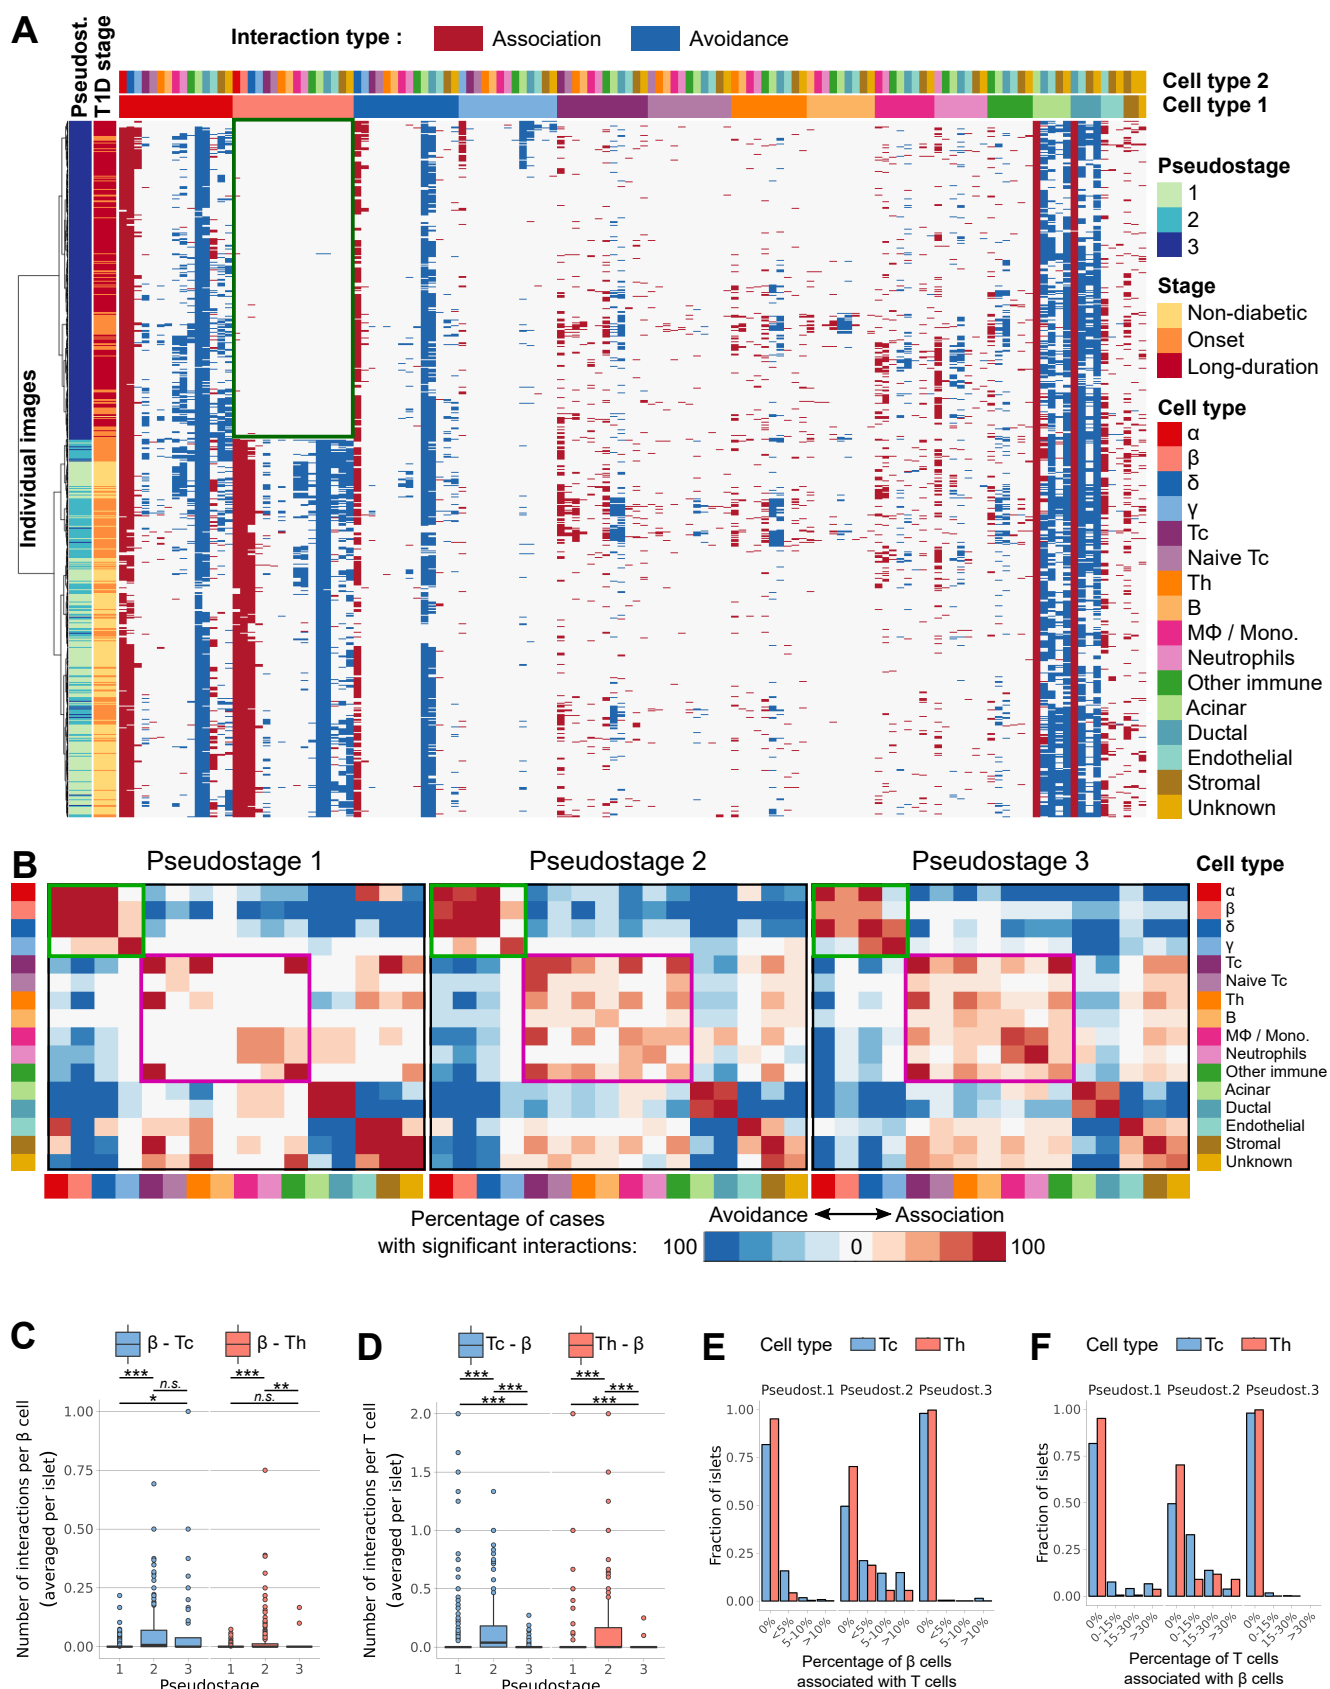 A
Pseudost.
T1D stage
Interaction type :
Association
Avoidance
Cell type 2
Cell type 1
Individual images
Pseudostage
1
2
3
Stage
Non-diabetic
Onset
Long-duration
Cell type
α
β
δ
γ
Tc
Naive Tc
Th
B
MΦ / Mono.
Neutrophils
Other immune
Acinar
Ductal
Endothelial
Stromal
Unknown
B
Pseudostage 1
Pseudostage 2
Pseudostage 3
Cell type
α
β
δ
γ
Tc
Naive Tc
Th
B
MΦ / Mono.
Neutrophils
Other immune
Acinar
Ductal
Endothelial
Stromal
Unknown
Percentage of cases
with significant interactions:
Avoidance
Association
100
0
100
C
β - Tc
β - Th
***
n.s.
*
***
**
n.s.
Number of interactions per β cell
(averaged per islet)
1.00
0.75
0.50
0.25
0.00
1
2
3
1
2
3
Pseudostage
D
Tc - β
Th - β
***
***
***
***
***
***
Number of interactions per T cell
(averaged per islet)
2.0
1.5
1.0
0.5
0.0
1
2
3
1
2
3
Pseudostage
E
Cell type
Tc
Th
Pseudost.1
Pseudost.2
Pseudost.3
Fraction of islets
1.00
0.75
0.50
0.25
0.00
0%
<5%
5-10%
>10%
0%
<5%
5-10%
>10%
0%
<5%
5-10%
>10%
Percentage of β cells
associated with T cells
F
Cell type
Tc
Th
Pseudost.1
Pseudost.2
Pseudost.3
Fraction of islets
1.00
0.75
0.50
0.25
0.00
0%
0-15%
15-30%
>30%
0%
0-15%
15-30%
>30%
0%
0-15%
15-30%
>30%
Percentage of T cells
associated with β cells